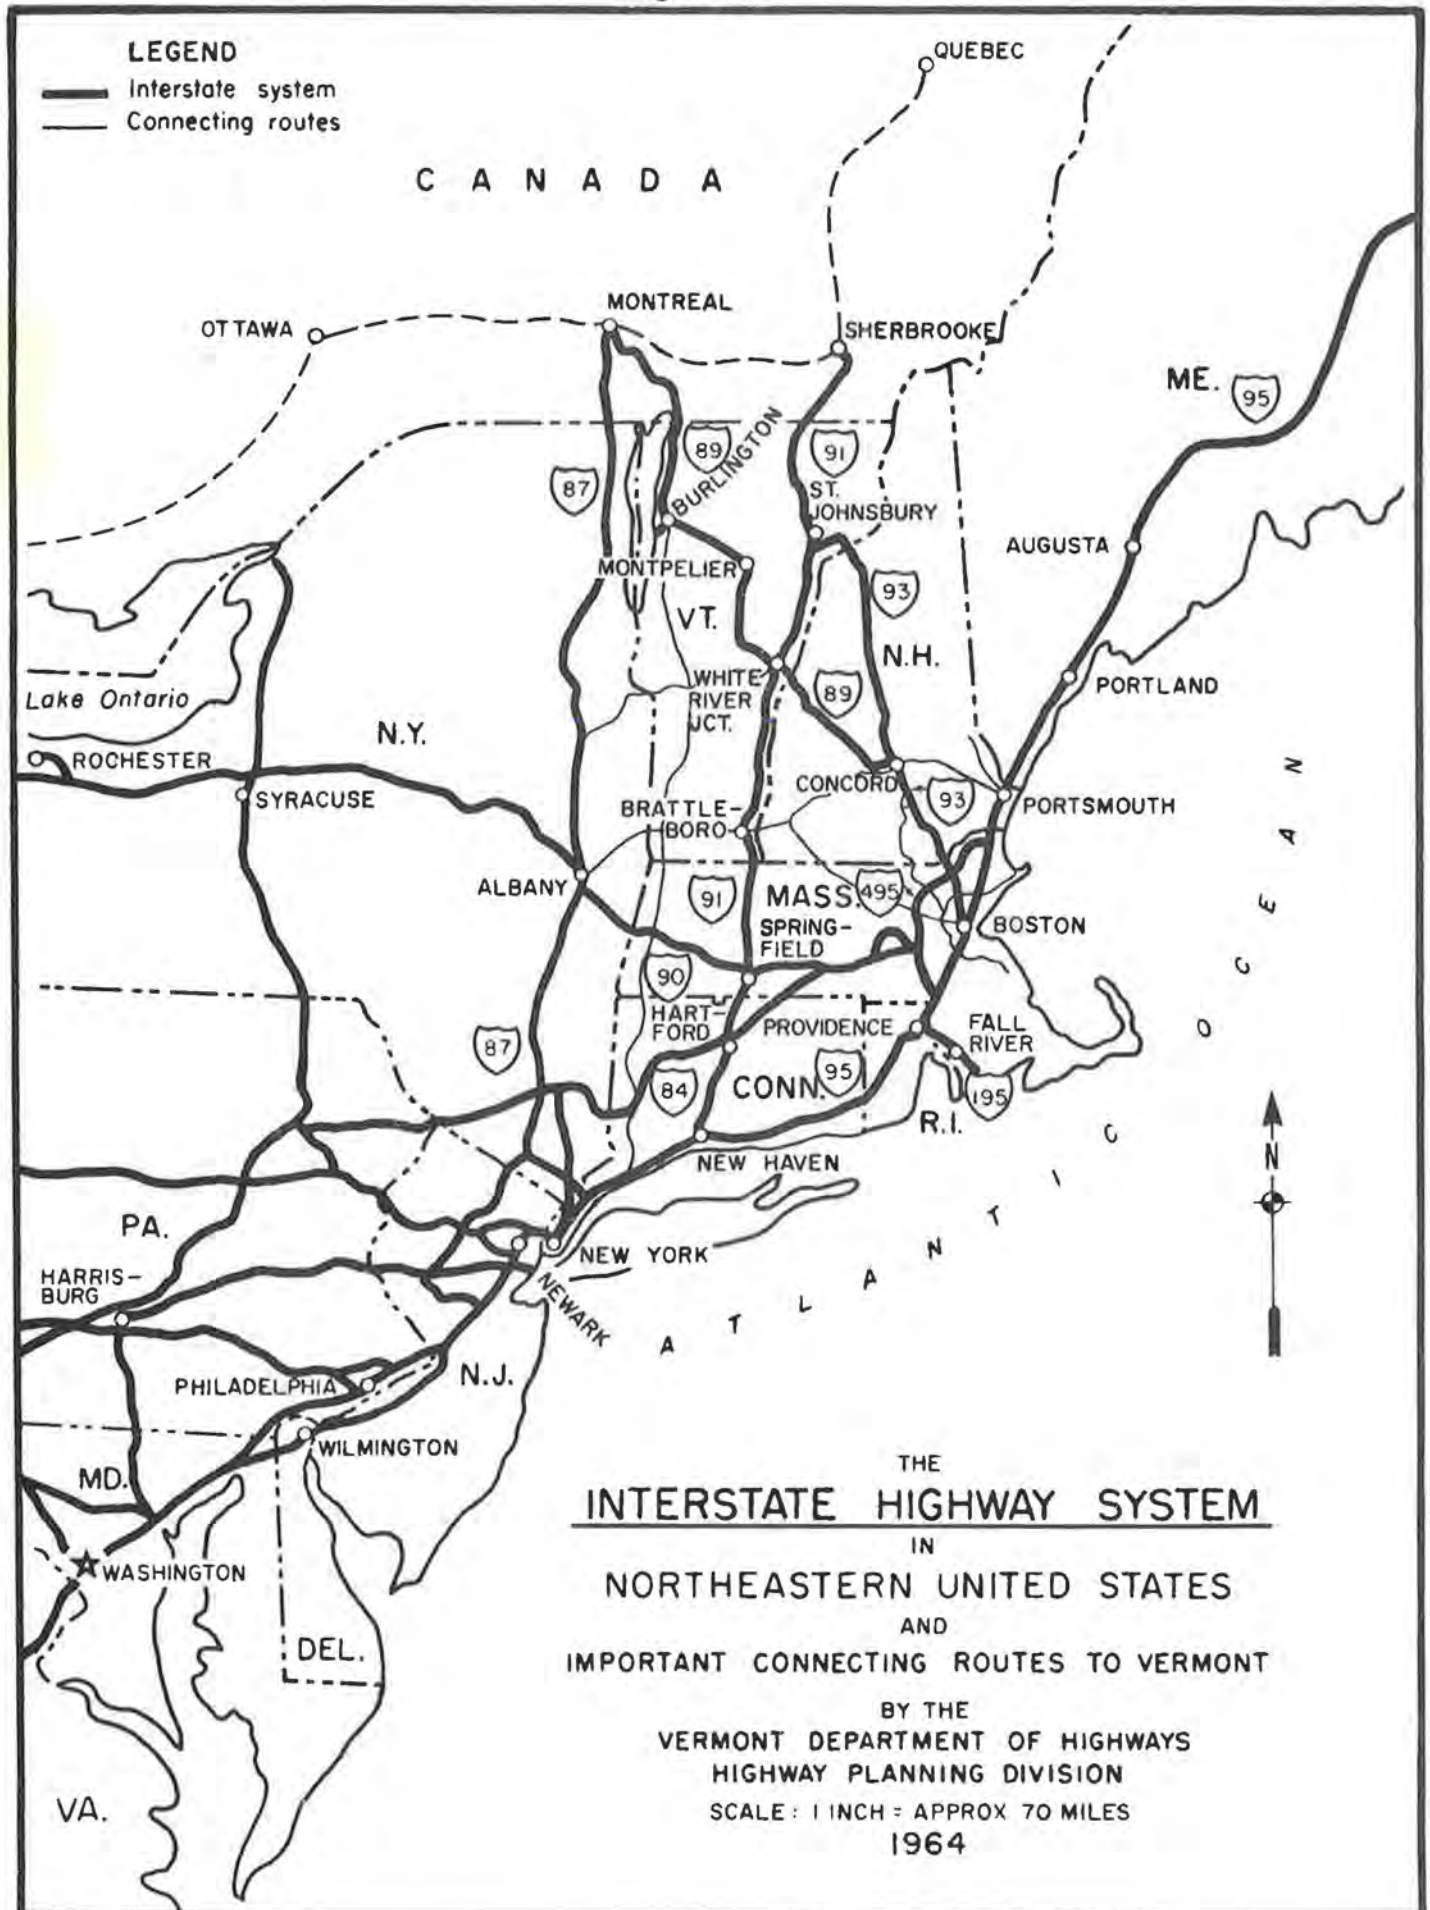 LEGEND
Interstate system
Connecting routes
QUEBEC
CANADA
MONTREAL
OTTAWA
SHERBROOKE
ME.
95
89
BURLINGTON
91
87
ST.
JOHNSBURY
AUGUSTA
MONTPELIER
93
VT.
N.H.
WHITE
RIVER
JCT.
89
PORTLAND
Lake Ontario
N.Y.
ROCHESTER
SYRACUSE
CONCORD
93
PORTSMOUTH
BRATTLE-
BORO
ALBANY
91
MASS.
495
SPRING-
FIELD
BOSTON
90
HART-
FORD
PROVIDENCE
FALL
RIVER
87
84
CONN.
95
195
R.I.
NEW HAVEN
ATLANTIC OCEAN
N
PA.
NEW YORK
NEWARK
HARRIS-
BURG
PHILADELPHIA
N.J.
WILMINGTON
MD.
WASHINGTON
DEL.
VA.
THE
INTERSTATE HIGHWAY SYSTEM
IN
NORTHEASTERN UNITED STATES
AND
IMPORTANT CONNECTING ROUTES TO VERMONT
BY THE
VERMONT DEPARTMENT OF HIGHWAYS
HIGHWAY PLANNING DIVISION
SCALE: 1 INCH = APPROX 70 MILES
1964